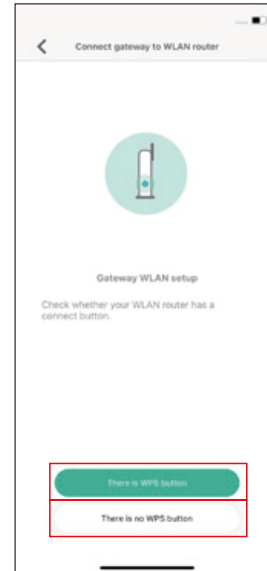 Connect gateway to WLAN router
Gateway WLAN setup
Check whether your WLAN router has a
connect button.
There is WPS button
There is no WPS button